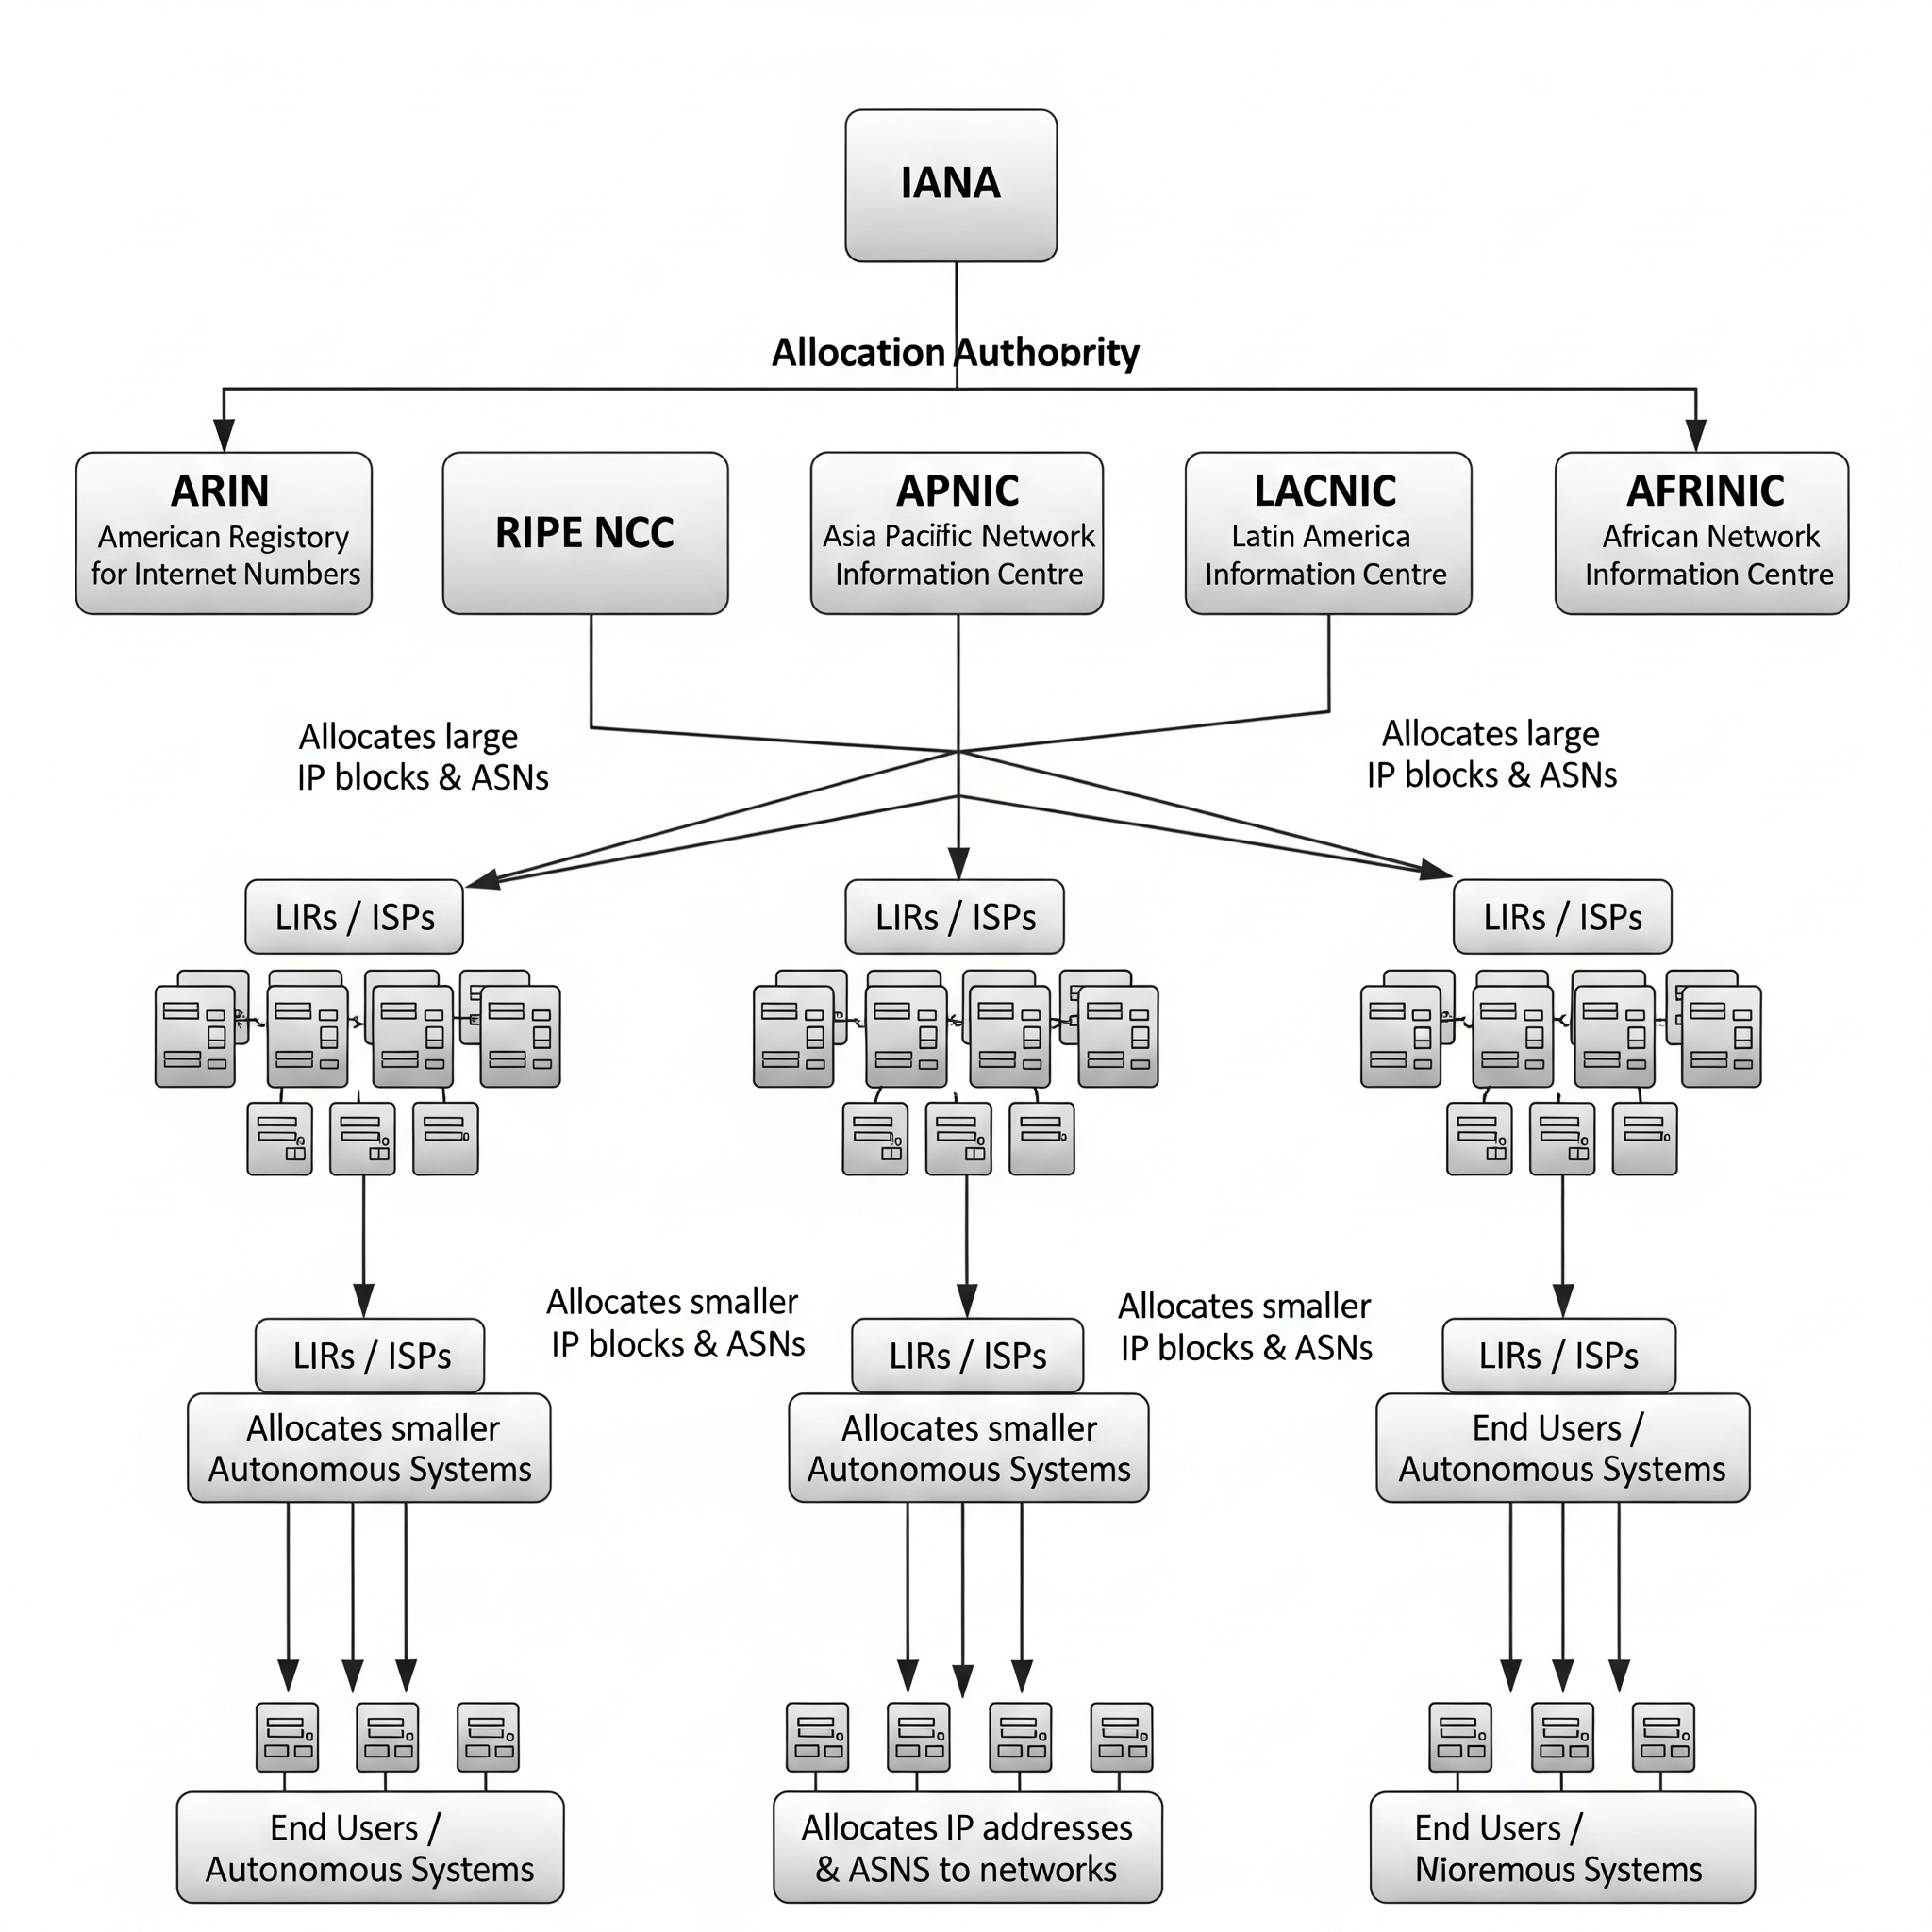 IANA
Allocation Authoprity
ARIN
American Registory
for Internet Numbers
RIPE NCC
APNIC
Asia Pacific Network
Information Centre
LACNIC
Latin America
Information Centre
AFRINIC
African Network
Information Centre
Allocates large
IP blocks & ASNs
Allocates large
IP blocks & ASNs
LIRs / ISPs
LIRs / ISPs
LIRs / ISPs
Allocates smaller
IP blocks & ASNs
Allocates smaller
IP blocks & ASNs
LIRs / ISPs
LIRs / ISPs
LIRs / ISPs
Allocates smaller
Autonomous Systems
Allocates smaller
Autonomous Systems
End Users /
Autonomous Systems
End Users /
Autonomous Systems
Allocates IP addresses
& ASNS to networks
End Users /
Nioremous Systems